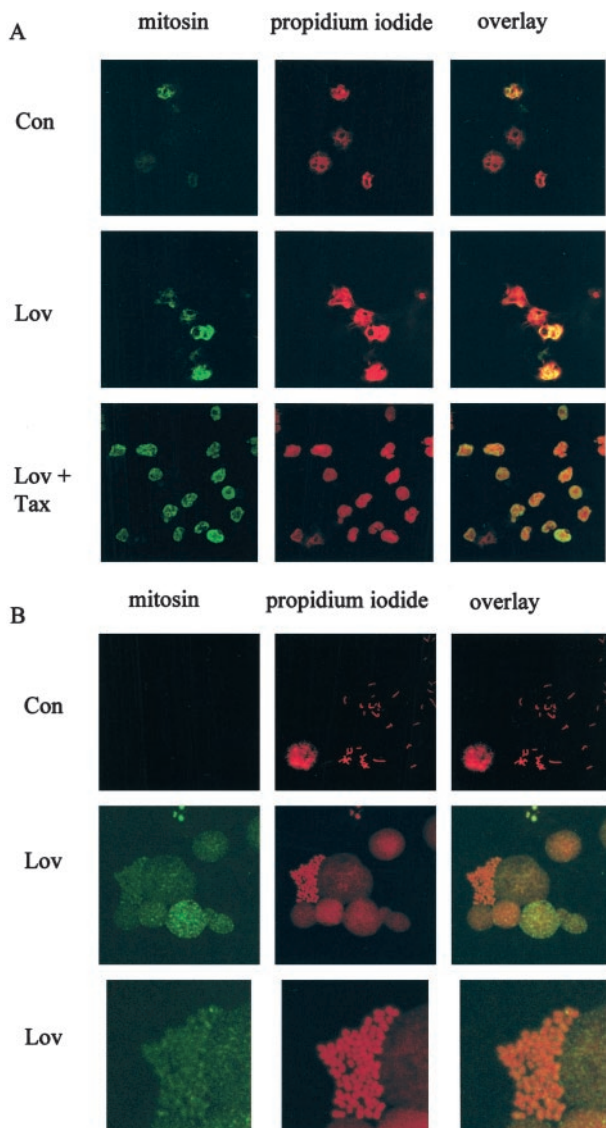 A
mitosin propidium iodide overlay
Con
Lov
Lov +
Tax
mitosin propidium iodide overlay
B
Con
Lov
Lov